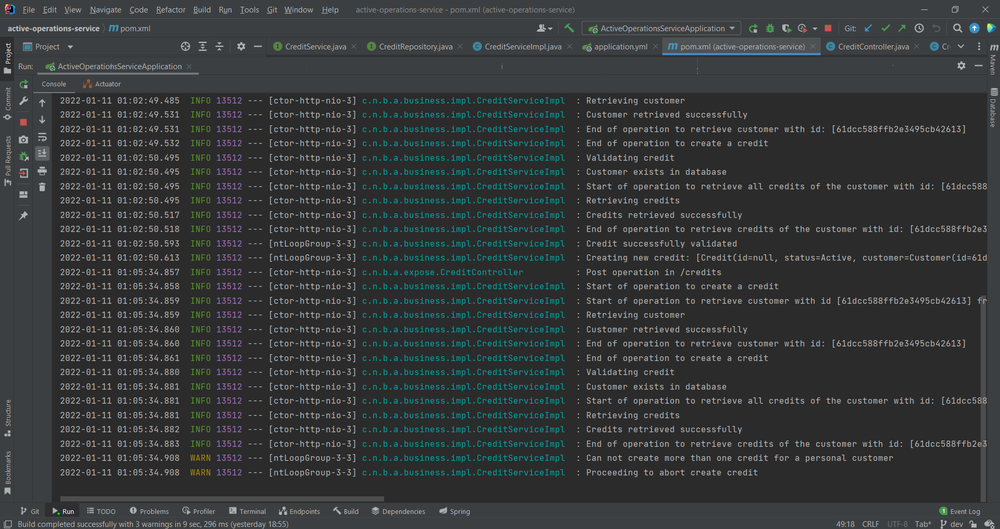 File Edit View Navigate Code Refactor Build Run Tools Git Window Help active-operations-service - pom.xml (active-operations-service)
active-operations-service m pom.xml ActiveOperationsServiceApplication Git:
Project CreditService.java CreditRepository.java CreditServiceImpl.java application.yml pom.xml (active-operations-service) CreditController.java Cr
Run: ActiveOperationsServiceApplication
Console Actuator
2022-01-11 01:02:49.485 INFO 13512 --- [ctor-http-nio-3] c.n.b.a.business.impl.CreditServiceImpl : Retrieving customer
2022-01-11 01:02:49.531 INFO 13512 --- [ctor-http-nio-3] c.n.b.a.business.impl.CreditServiceImpl : Customer retrieved successfully
2022-01-11 01:02:49.531 INFO 13512 --- [ctor-http-nio-3] c.n.b.a.business.impl.CreditServiceImpl : End of operation to retrieve customer with id: [61dcc588ffb2e3495cb42613]
2022-01-11 01:02:49.532 INFO 13512 --- [ctor-http-nio-3] c.n.b.a.business.impl.CreditServiceImpl : End of operation to create a credit
2022-01-11 01:02:50.495 INFO 13512 --- [ctor-http-nio-3] c.n.b.a.business.impl.CreditServiceImpl : Validating credit
2022-01-11 01:02:50.495 INFO 13512 --- [ctor-http-nio-3] c.n.b.a.business.impl.CreditServiceImpl : Customer exists in database
2022-01-11 01:02:50.495 INFO 13512 --- [ctor-http-nio-3] c.n.b.a.business.impl.CreditServiceImpl : Start of operation to retrieve all credits of the customer with id: [61dcc588
2022-01-11 01:02:50.495 INFO 13512 --- [ctor-http-nio-3] c.n.b.a.business.impl.CreditServiceImpl : Retrieving credits
2022-01-11 01:02:50.517 INFO 13512 --- [ctor-http-nio-3] c.n.b.a.business.impl.CreditServiceImpl : Credits retrieved successfully
2022-01-11 01:02:50.518 INFO 13512 --- [ctor-http-nio-3] c.n.b.a.business.impl.CreditServiceImpl : End of operation to retrieve credits of the customer with id: [61dcc588ffb2e3
2022-01-11 01:02:50.593 INFO 13512 --- [ntLoopGroup-3-3] c.n.b.a.business.impl.CreditServiceImpl : Credit successfully validated
2022-01-11 01:02:50.613 INFO 13512 --- [ntLoopGroup-3-3] c.n.b.a.business.impl.CreditServiceImpl : Creating new credit: [Credit(id=null, status=Active, customer=Customer(id=61d
2022-01-11 01:05:34.857 INFO 13512 --- [ctor-http-nio-3] c.n.b.a.expose.CreditController : Post operation in /credits
2022-01-11 01:05:34.858 INFO 13512 --- [ctor-http-nio-3] c.n.b.a.business.impl.CreditServiceImpl : Start of operation to create a credit
2022-01-11 01:05:34.859 INFO 13512 --- [ctor-http-nio-3] c.n.b.a.business.impl.CreditServiceImpl : Start of operation to retrieve customer with id [61dcc588ffb2e3495cb42613] fr
2022-01-11 01:05:34.859 INFO 13512 --- [ctor-http-nio-3] c.n.b.a.business.impl.CreditServiceImpl : Retrieving customer
2022-01-11 01:05:34.860 INFO 13512 --- [ctor-http-nio-3] c.n.b.a.business.impl.CreditServiceImpl : Customer retrieved successfully
2022-01-11 01:05:34.860 INFO 13512 --- [ctor-http-nio-3] c.n.b.a.business.impl.CreditServiceImpl : End of operation to retrieve customer with id: [61dcc588ffb2e3495cb42613]
2022-01-11 01:05:34.861 INFO 13512 --- [ctor-http-nio-3] c.n.b.a.business.impl.CreditServiceImpl : End of operation to create a credit
2022-01-11 01:05:34.880 INFO 13512 --- [ctor-http-nio-3] c.n.b.a.business.impl.CreditServiceImpl : Validating credit
2022-01-11 01:05:34.881 INFO 13512 --- [ctor-http-nio-3] c.n.b.a.business.impl.CreditServiceImpl : Customer exists in database
2022-01-11 01:05:34.881 INFO 13512 --- [ctor-http-nio-3] c.n.b.a.business.impl.CreditServiceImpl : Start of operation to retrieve all credits of the customer with id: [61dcc588
2022-01-11 01:05:34.881 INFO 13512 --- [ctor-http-nio-3] c.n.b.a.business.impl.CreditServiceImpl : Retrieving credits
2022-01-11 01:05:34.882 INFO 13512 --- [ctor-http-nio-3] c.n.b.a.business.impl.CreditServiceImpl : Credits retrieved successfully
2022-01-11 01:05:34.883 INFO 13512 --- [ctor-http-nio-3] c.n.b.a.business.impl.CreditServiceImpl : End of operation to retrieve credits of the customer with id: [61dcc588ffb2e3
2022-01-11 01:05:34.908 WARN 13512 --- [ntLoopGroup-3-3] c.n.b.a.business.impl.CreditServiceImpl : Can not create more than one credit for a personal customer
2022-01-11 01:05:34.908 WARN 13512 --- [ntLoopGroup-3-3] c.n.b.a.business.impl.CreditServiceImpl : Proceeding to abort create credit
Project
Commit
Pull Requests
Structure
Bookmarks
Maven
Database
Git Run TODO Problems Profiler Terminal Endpoints Build Dependencies Spring 1 Event Log
Build completed successfully with 3 warnings in 9 sec, 296 ms (yesterday 18:55) 49:18 CRLF UTF-8 Tab* dev